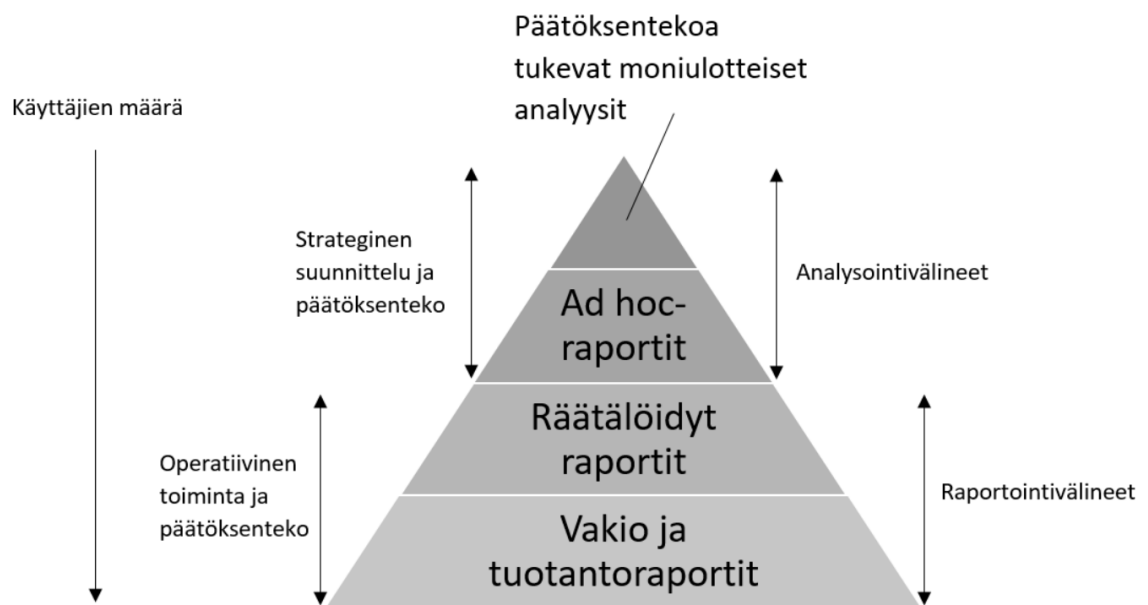 Päätöksentekoa
tukevat moniulotteiset
analyysit
Käyttäjien määrä
Strateginen
suunnittelu ja
päätöksenteko
Analysointivälineet
Ad hoc-
raportit
Räätälöidyt
raportit
Operatiivinen
toiminta ja
päätöksenteko
Raportointivälineet
Vakio ja
tuotantoraportit